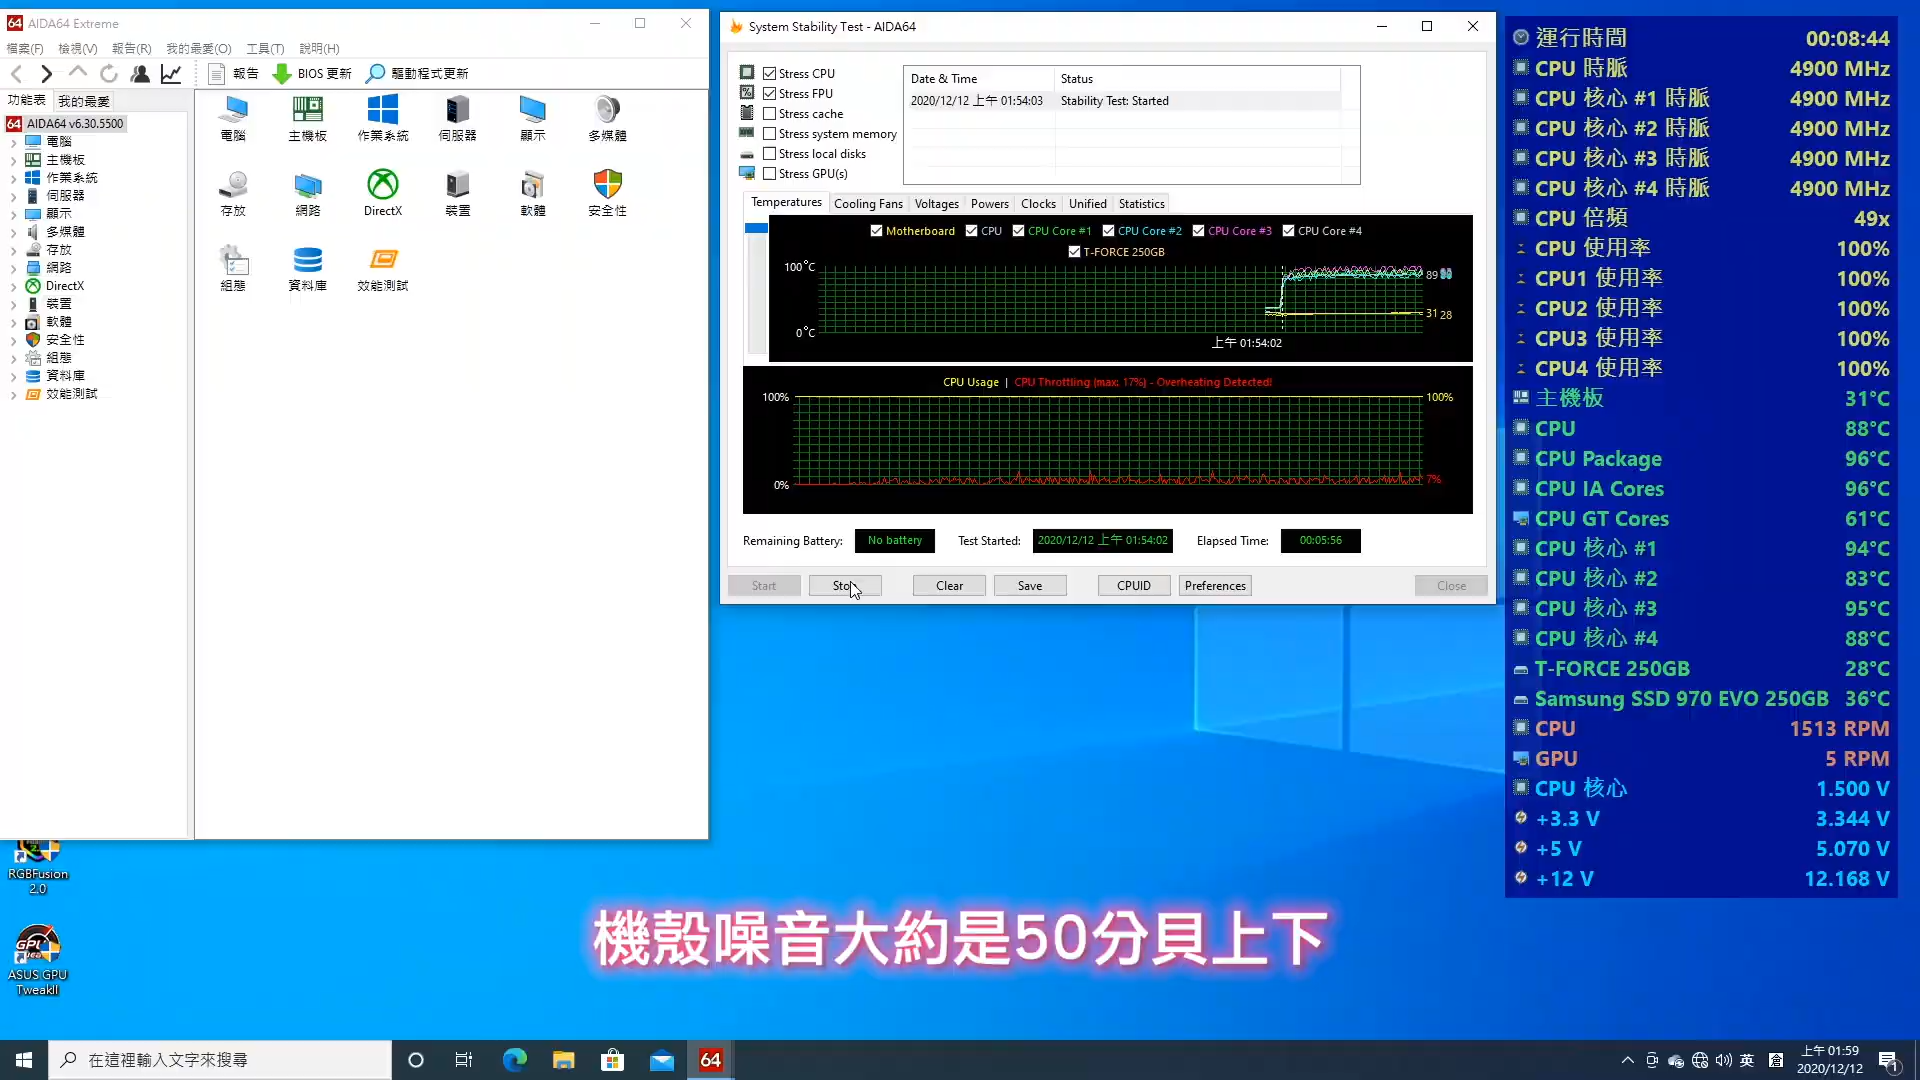 AIDA64 Extreme
檔案(F) 檢視(V) 報告(R) 我的最愛(O) 工具(T) 說明(H)
報告 BIOS 更新 驅動程式更新
功能表 我的最愛
AIDA64 v6.30.5500
電腦
主機板
作業系統
伺服器
顯示
多媒體
存放
網路
DirectX
裝置
軟體
安全性
組態
資料庫
效能測試
電腦 主機板 作業系統 伺服器 顯示 多媒體
存放 網路 DirectX 裝置 軟體 安全性
組態 資料庫 效能測試
System Stability Test - AIDA64
Stress CPU
Stress FPU
Stress cache
Stress system memory
Stress local disks
Stress GPU(s)
Date & Time Status
2020/12/12 上午 01:54:03 Stability Test: Started
Temperatures Cooling Fans Voltages Powers Clocks Unified Statistics
Motherboard CPU CPU Core #1 CPU Core #2 CPU Core #3 CPU Core #4
T-FORCE 250GB
100°C
89
31 28
0°C
上午 01:54:02
CPU Usage | CPU Throttling (max: 17%) - Overheating Detected!
100% 100%
0% 7%
Remaining Battery: No battery Test Started: 2020/12/12 上午 01:54:02 Elapsed Time: 00:05:56
Start Stop Clear Save CPUID Preferences Close
運行時間 00:08:44
CPU 時脈 4900 MHz
CPU 核心 #1 時脈 4900 MHz
CPU 核心 #2 時脈 4900 MHz
CPU 核心 #3 時脈 4900 MHz
CPU 核心 #4 時脈 4900 MHz
CPU 倍頻 49x
CPU 使用率 100%
CPU1 使用率 100%
CPU2 使用率 100%
CPU3 使用率 100%
CPU4 使用率 100%
主機板 31°C
CPU 88°C
CPU Package 96°C
CPU IA Cores 96°C
CPU GT Cores 61°C
CPU 核心 #1 94°C
CPU 核心 #2 83°C
CPU 核心 #3 95°C
CPU 核心 #4 88°C
T-FORCE 250GB 28°C
Samsung SSD 970 EVO 250GB 36°C
CPU 1513 RPM
GPU 5 RPM
CPU 核心 1.500 V
+3.3 V 3.344 V
+5 V 5.070 V
+12 V 12.168 V
RGBFusion
2.0
ASUS GPU
TweakII
機殼噪音大約是50分貝上下
在這裡輸入文字來搜尋
64
英
上午 01:59
2020/12/12
1